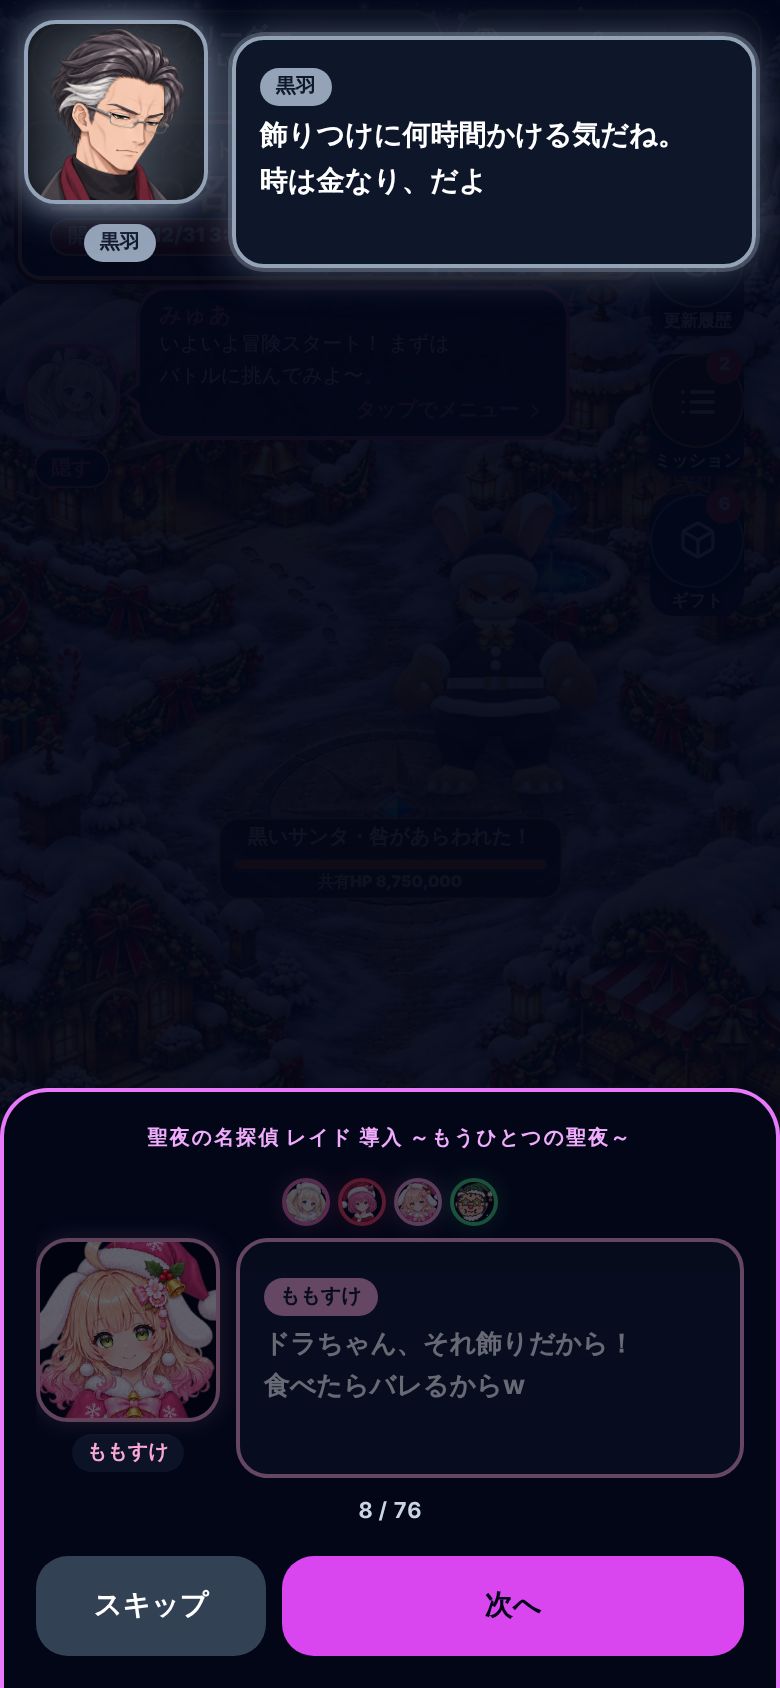 黒羽
飾りつけに何時間かける気だね。
時は金なり、だよ
黒羽
みゅあ
いよいよ冒険スタート！ まずは
バトルに挑んでみよ〜。
タップでメニュー
隠す
更新履歴
2
ミッション
6
ギフト
黒いサンタ・咎があらわれた！
共有HP 8,750,000
聖夜の名探偵 レイド 導入 ～もうひとつの聖夜～
ももすけ
ドラちゃん、それ飾りだから！
食べたらバレるからw
ももすけ
8 / 76
スキップ
次へ